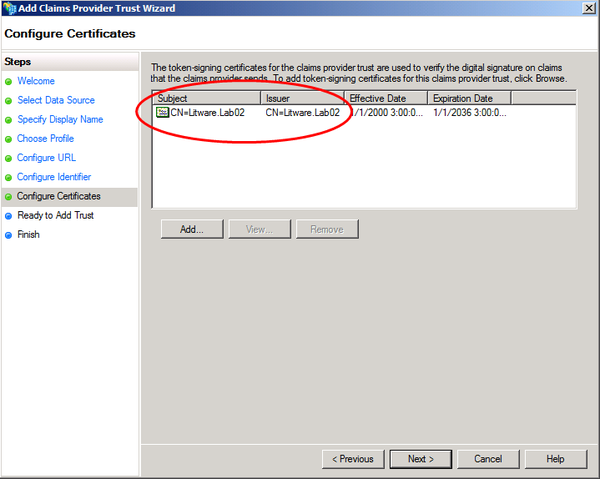 Add Claims Provider Trust Wizard
Configure Certificates
Steps
Welcome
Select Data Source
Specify Display Name
Choose Profile
Configure URL
Configure Identifier
Configure Certificates
Ready to Add Trust
Finish
The token-signing certificates for the claims provider trust are used to verify the digital signature on claims
that the claims provider sends. To add token-signing certificates for this claims provider trust, click Browse.
Subject Issuer Effective Date Expiration Date
CN=Litware.Lab02 CN=Litware.Lab02 1/1/2000 3:00:0... 1/1/2036 3:00:0...
Add... View... Remove
< Previous Next > Cancel Help